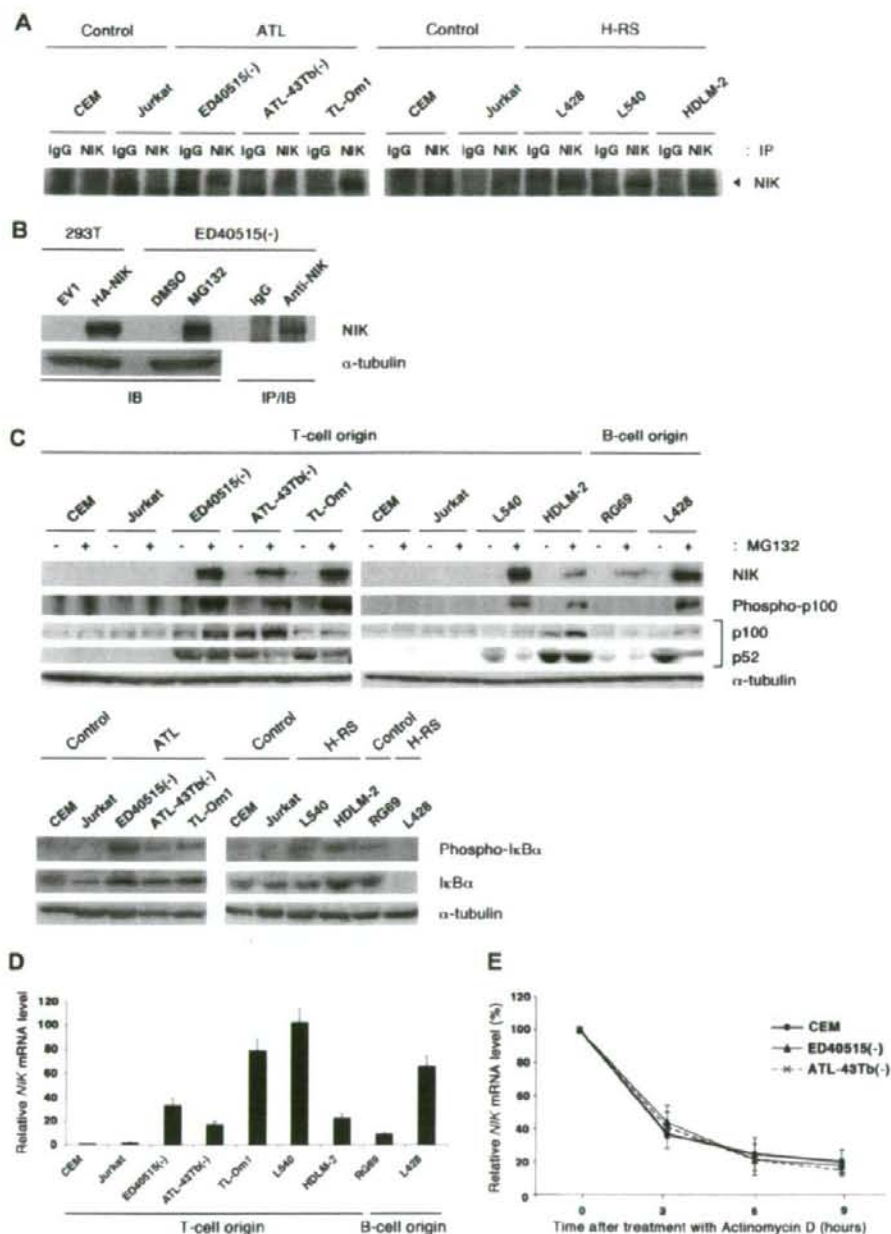 A
Control ATL Control H-RS
CEM Jurkat ED40515(-) ATL-43Tb(-) TL-Om1 CEM Jurkat L428 L540 HDLM-2
IgG NIK IgG NIK IgG NIK IgG NIK IgG NIK IgG NIK IgG NIK IgG NIK IgG NIK IgG NIK : IP
NIK
B
293T ED40515(-)
EV1 HA-NIK DMSO MG132 IgG Anti-NIK
NIK
α-tubulin
IB IP/IB
C
T-cell origin B-cell origin
CEM Jurkat ED40515(-) ATL-43Tb(-) TL-Om1 CEM Jurkat L540 HDLM-2 RG69 L428
- + - + - + - + - + - + - + - + - + - + - + : MG132
NIK
Phospho-p100
p100
p52
α-tubulin
Control ATL Control H-RS Control H-RS
CEM Jurkat ED40515(-) ATL-43Tb(-) TL-Om1 CEM Jurkat L540 HDLM-2 RG69 L428
Phospho-IκBα
IκBα
α-tubulin
D
Relative NIK mRNA level
120
100
80
60
40
20
0
CEM Jurkat ED40515(-) ATL-43Tb(-) TL-Om1 L540 HDLM-2 RG69 L428
T-cell origin B-cell origin
E
Relative NIK mRNA level (%)
120
100
80
60
40
20
0
CEM
ED40515(-)
ATL-43Tb(-)
0 3 6 9
Time after treatment with Actinomycin D (hours)